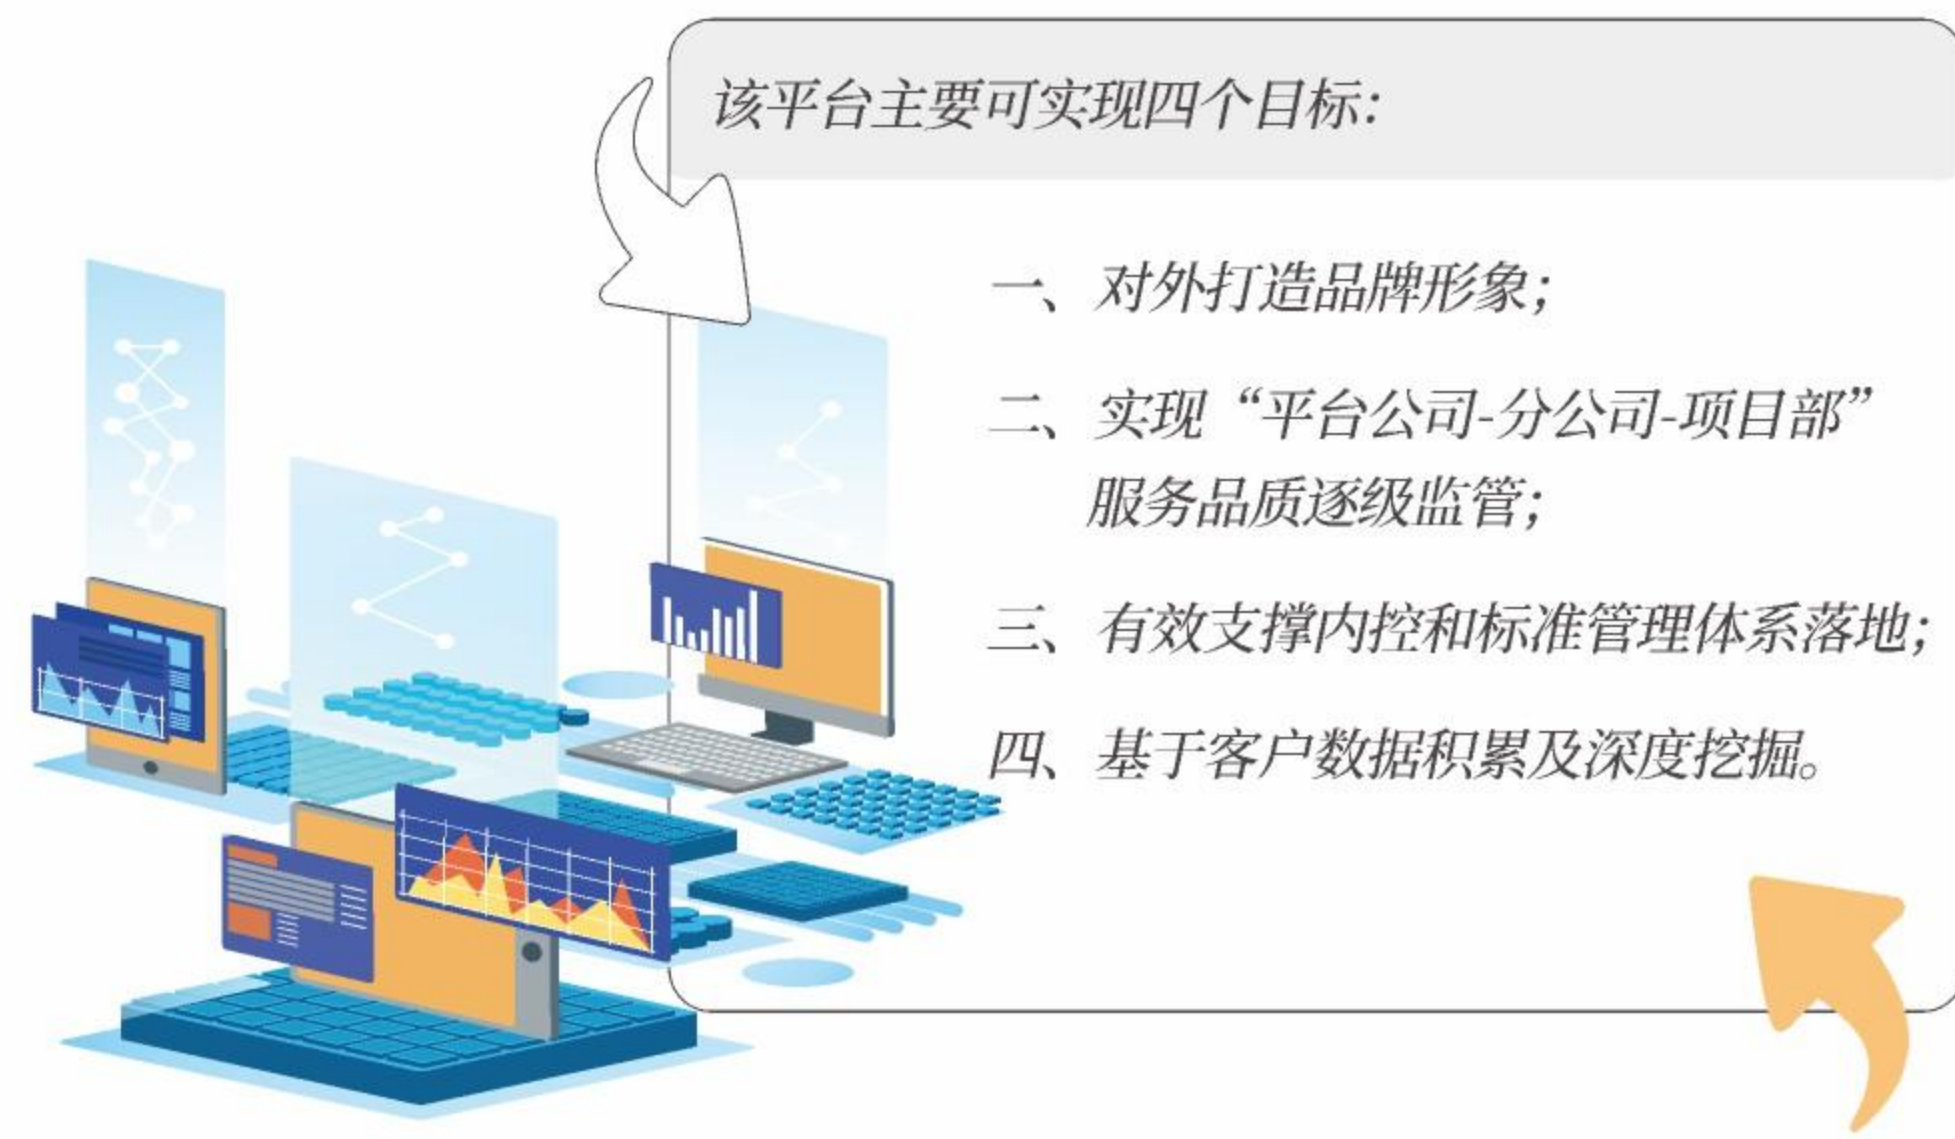 该平台主要可实现四个目标：
一、对外打造品牌形象；
二、实现“平台公司-分公司-项目部”
服务品质逐级监管；
三、有效支撑内控和标准管理体系落地；
四、基于客户数据积累及深度挖掘。